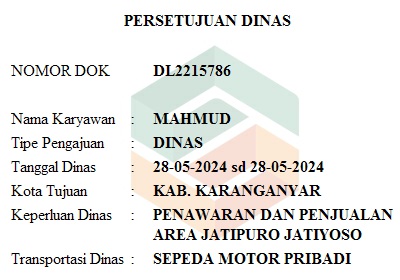 PERSETUJUAN DINAS
NOMOR DOK DL2215786
Nama Karyawan : MAHMUD
Tipe Pengajuan : DINAS
Tanggal Dinas : 28-05-2024 sd 28-05-2024
Kota Tujuan : KAB. KARANGANYAR
Keperluan Dinas : PENAWARAN DAN PENJUALAN
AREA JATIPURO JATIYOSO
Transportasi Dinas : SEPEDA MOTOR PRIBADI